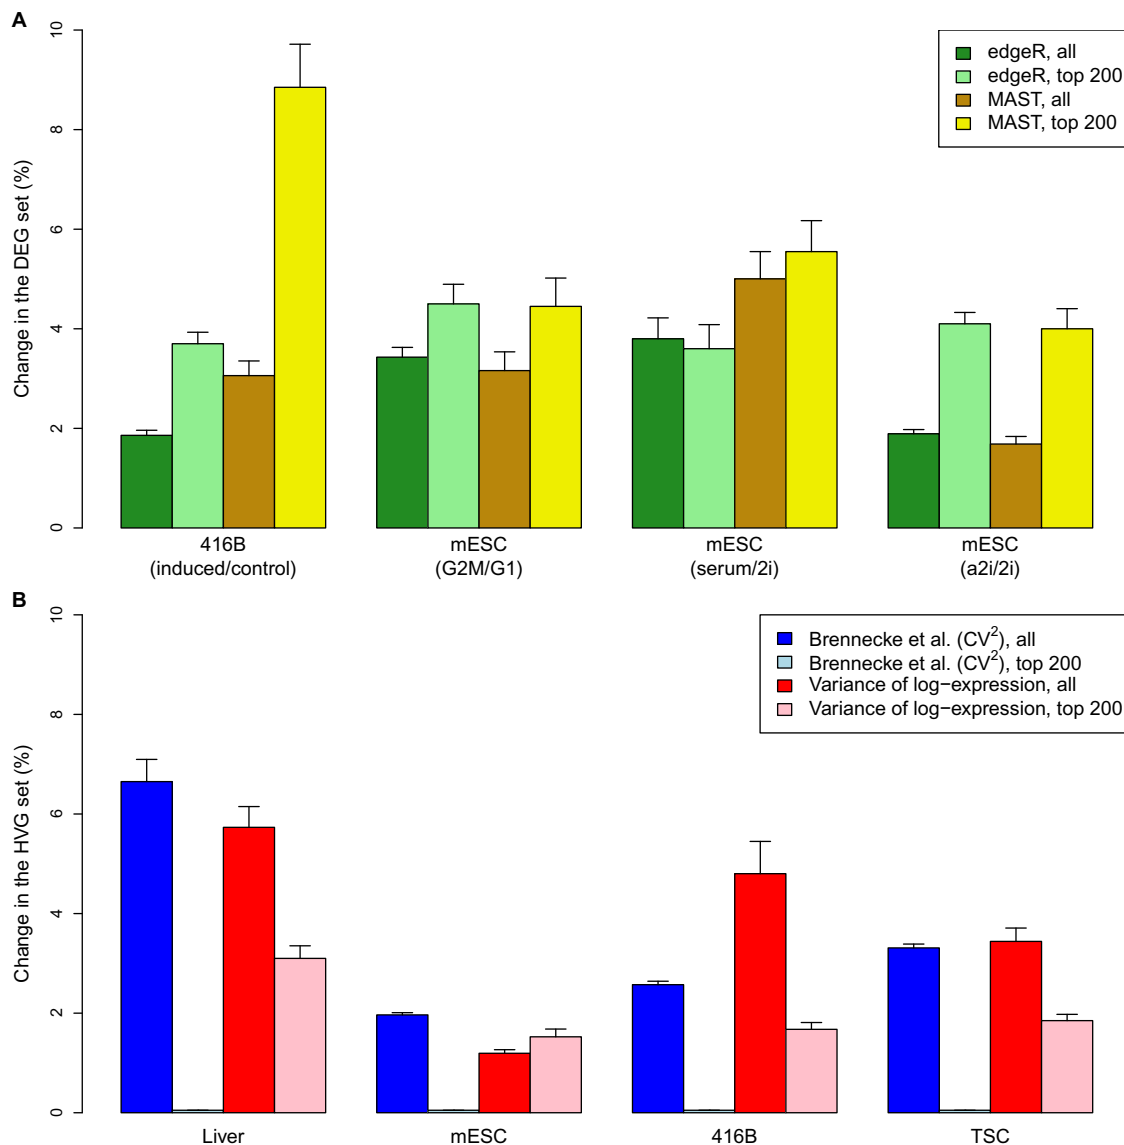 A
10
8
6
4
2
0
Change in the DEG set (%)
edgeR, all
edgeR, top 200
MAST, all
MAST, top 200
416B
(induced/control)
mESC
(G2M/G1)
mESC
(serum/2i)
mESC
(a2i/2i)
B
10
8
6
4
2
0
Change in the HVG set (%)
Brennecke et al. (CV²), all
Brennecke et al. (CV²), top 200
Variance of log−expression, all
Variance of log−expression, top 200
Liver
mESC
416B
TSC